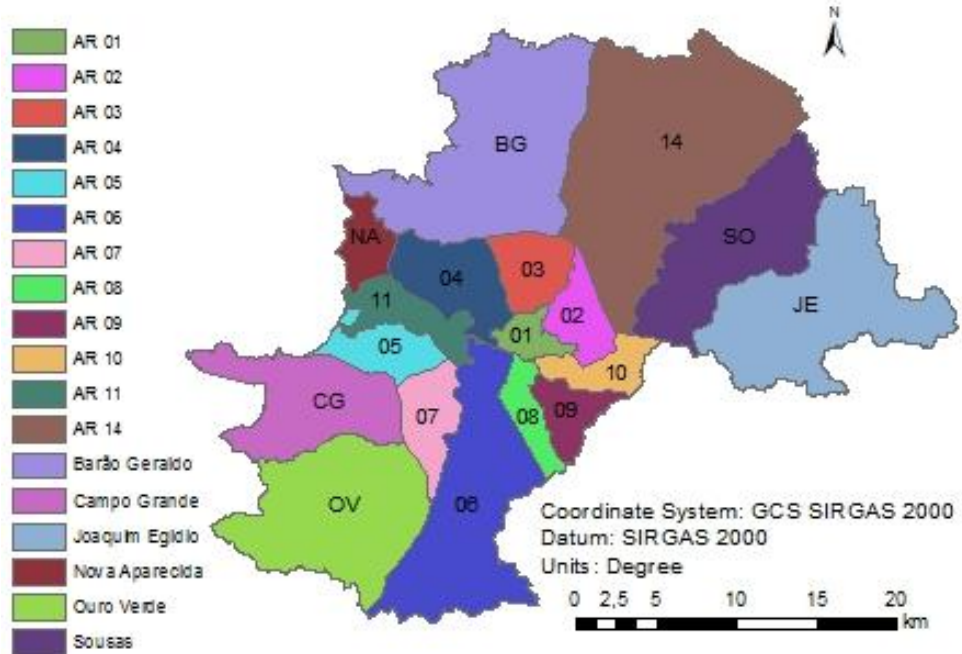 AR 01
AR 02
AR 03
AR 04
AR 05
AR 06
AR 07
AR 08
AR 09
AR 10
AR 11
AR 14
Barão Geraldo
Campo Grande
Joaquim Egidio
Nova Aparecida
Ouro Verde
Sousas
N
BG
14
NA
SO
04
03
JE
11
02
01
05
10
CG
07
08
09
OV
06
Coordinate System: GCS SIRGAS 2000
Datum: SIRGAS 2000
Units: Degree
0 2,5 5 10 15 20
km